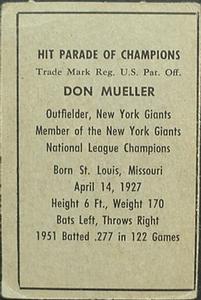 HIT PARADE OF CHAMPIONS
Trade Mark Reg. U.S. Pat. Off.
DON MUELLER
Outfielder, New York Giants
Member of the New York Giants
National League Champions
Born St. Louis, Missouri
April 14, 1927
Height 6 Ft., Weight 170
Bats Left, Throws Right
1951 Batted .277 in 122 Games